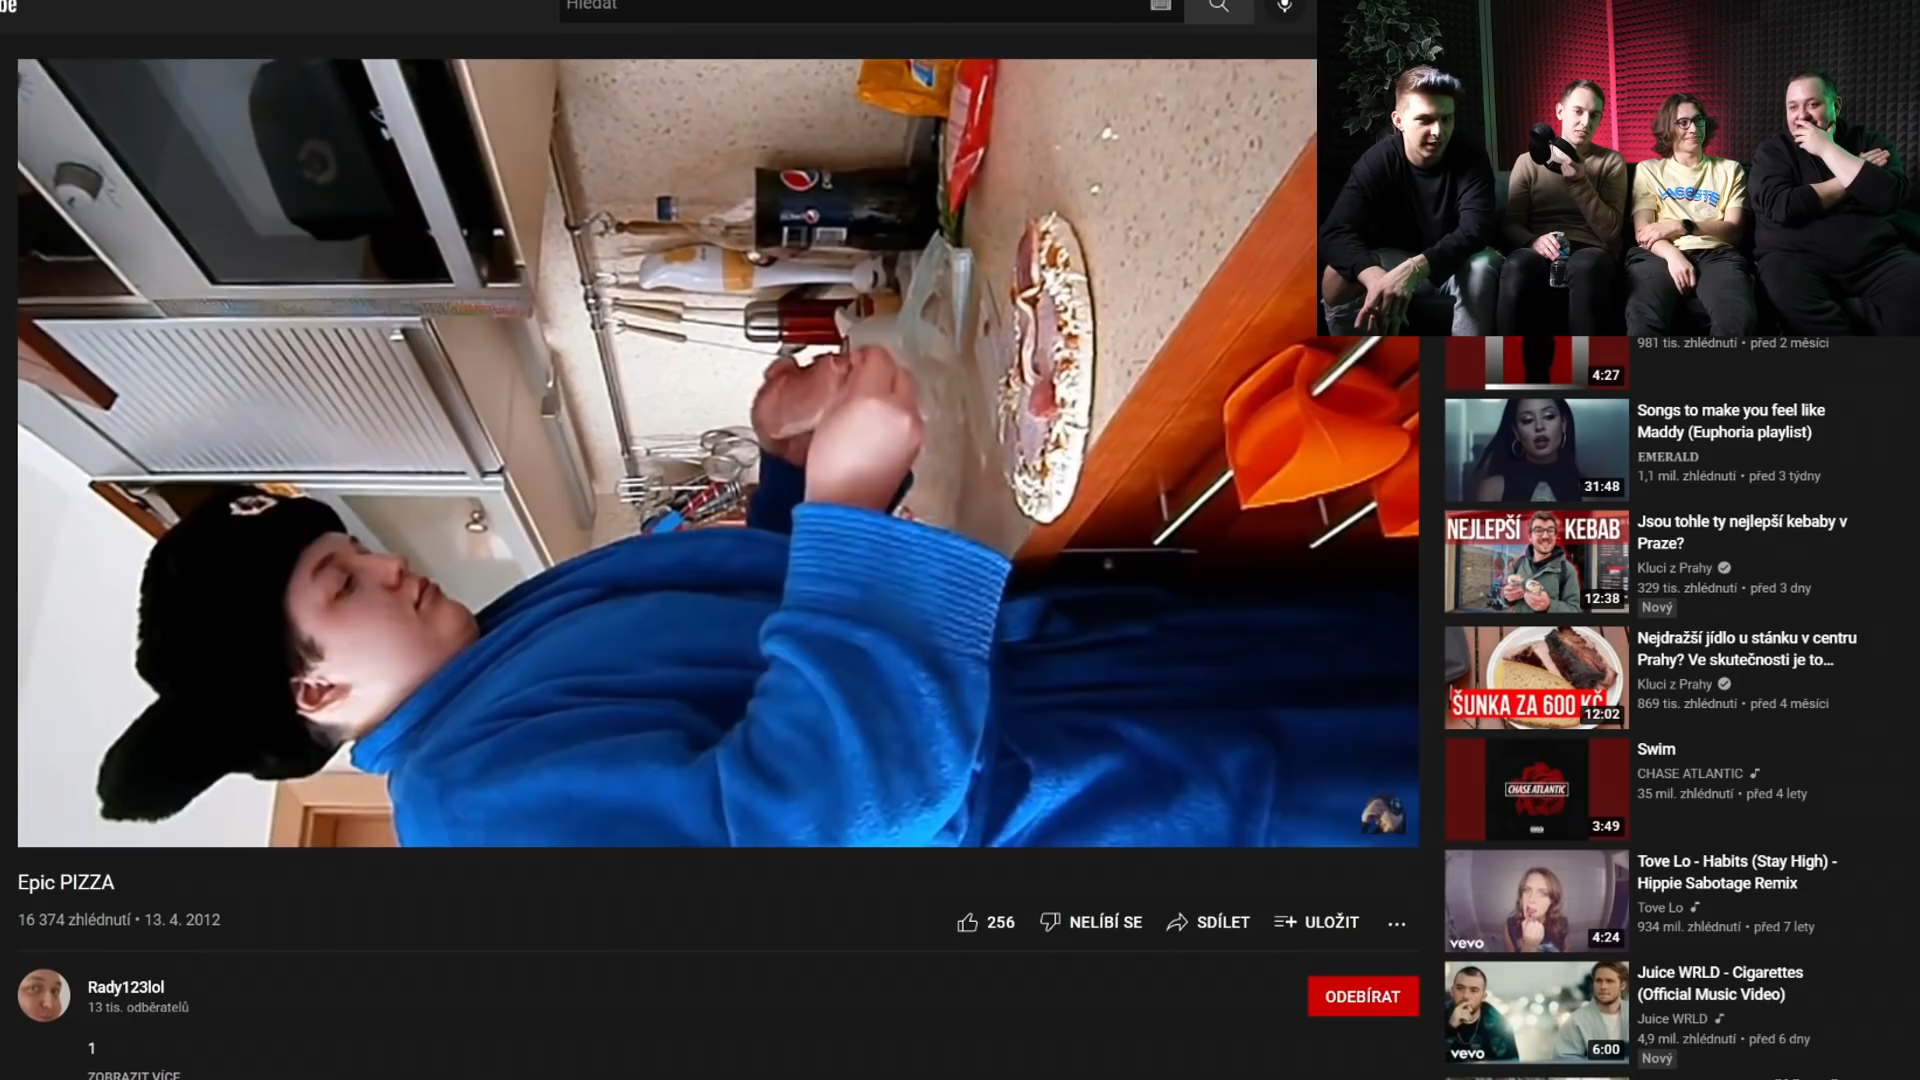 Hledat
LACOSTE
pepsi
981 tis. zhlédnutí • před 2 měsíci
4:27
Songs to make you feel like
Maddy (Euphoria playlist)
EMERALD
1,1 mil. zhlédnutí • před 3 týdny
31:48
NEJLEPŠÍ KEBAB
12:38
Jsou tohle ty nejlepší kebaby v
Praze?
Kluci z Prahy
329 tis. zhlédnutí • před 3 dny
Nový
ŠUNKA ZA 600 KČ
12:02
Nejdražší jídlo u stánku v centru
Prahy? Ve skutečnosti je to...
Kluci z Prahy
869 tis. zhlédnutí • před 4 měsíci
CHASE ATLANTIC
3:49
Swim
CHASE ATLANTIC
35 mil. zhlédnutí • před 4 lety
vevo
4:24
Tove Lo - Habits (Stay High) -
Hippie Sabotage Remix
Tove Lo
934 mil. zhlédnutí • před 7 lety
vevo
6:00
Juice WRLD - Cigarettes
(Official Music Video)
Juice WRLD
4,9 mil. zhlédnutí • před 6 dny
Nový
Epic PIZZA
16 374 zhlédnutí • 13. 4. 2012
256
NELÍBÍ SE
SDÍLET
ULOŽIT
Rady123lol
13 tis. odběratelů
ODEBÍRAT
1
ZOBRAZIT VÍCE